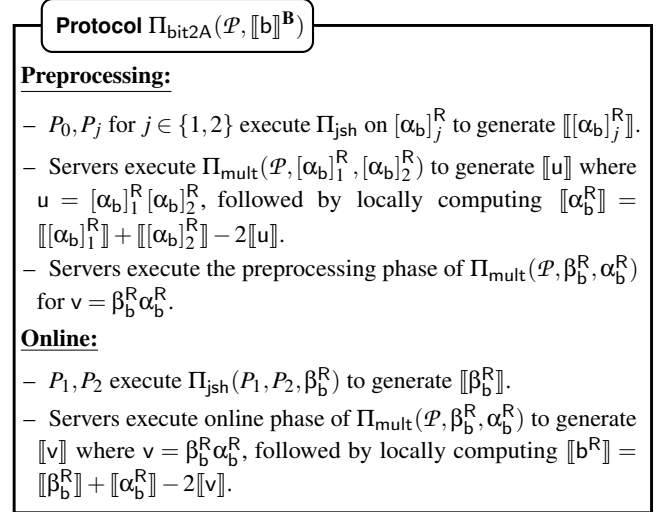 Protocol Π_bit2A(𝒫, ⟦b⟧^𝐁)
Preprocessing:
– P_0, P_j for j ∈ {1, 2} execute Π_jsh on [α_b]_j^R to generate ⟦[α_b]_j^R⟧.
– Servers execute Π_mult(𝒫, [α_b]_1^R, [α_b]_2^R) to generate ⟦u⟧ where
u = [α_b]_1^R [α_b]_2^R, followed by locally computing ⟦α_b^R⟧ =
⟦[α_b]_1^R⟧ + ⟦[α_b]_2^R⟧ − 2⟦u⟧.
– Servers execute the preprocessing phase of Π_mult(𝒫, β_b^R, α_b^R)
for v = β_b^R α_b^R.
Online:
– P_1, P_2 execute Π_jsh(P_1, P_2, β_b^R) to generate ⟦β_b^R⟧.
– Servers execute online phase of Π_mult(𝒫, β_b^R, α_b^R) to generate
⟦v⟧ where v = β_b^R α_b^R, followed by locally computing ⟦b^R⟧ =
⟦β_b^R⟧ + ⟦α_b^R⟧ − 2⟦v⟧.